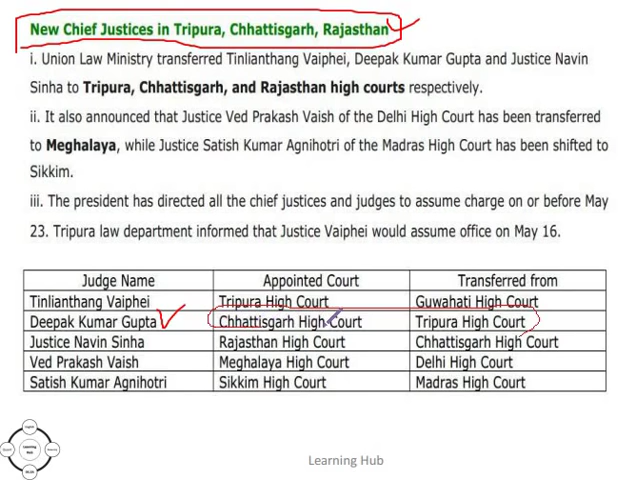 New Chief Justices in Tripura, Chhattisgarh, Rajasthan
i. Union Law Ministry transferred Tinlianthang Vaiphei, Deepak Kumar Gupta and Justice Navin
Sinha to Tripura, Chhattisgarh, and Rajasthan high courts respectively.
ii. It also announced that Justice Ved Prakash Vaish of the Delhi High Court has been transferred
to Meghalaya, while Justice Satish Kumar Agnihotri of the Madras High Court has been shifted to
Sikkim.
iii. The president has directed all the chief justices and judges to assume charge on or before May
23. Tripura law department informed that Justice Vaiphei would assume office on May 16.
Judge Name Appointed Court Transferred from
Tinlianthang Vaiphei Tripura High Court Guwahati High Court
Deepak Kumar Gupta Chhattisgarh High Court Tripura High Court
Justice Navin Sinha Rajasthan High Court Chhattisgarh High Court
Ved Prakash Vaish Meghalaya High Court Delhi High Court
Satish Kumar Agnihotri Sikkim High Court Madras High Court
English
Learning
Hub
Learning Hub